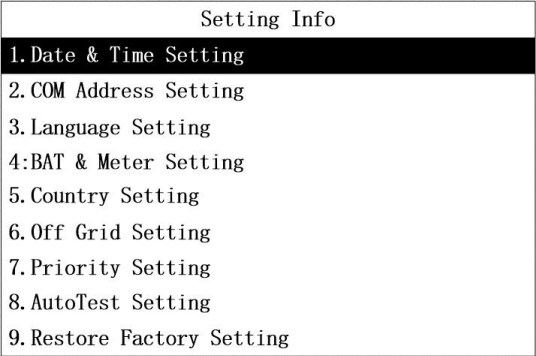 Setting Info
1.Date & Time Setting
2.COM Address Setting
3.Language Setting
4:BAT & Meter Setting
5.Country Setting
6.Off Grid Setting
7.Priority Setting
8.AutoTest Setting
9.Restore Factory Setting